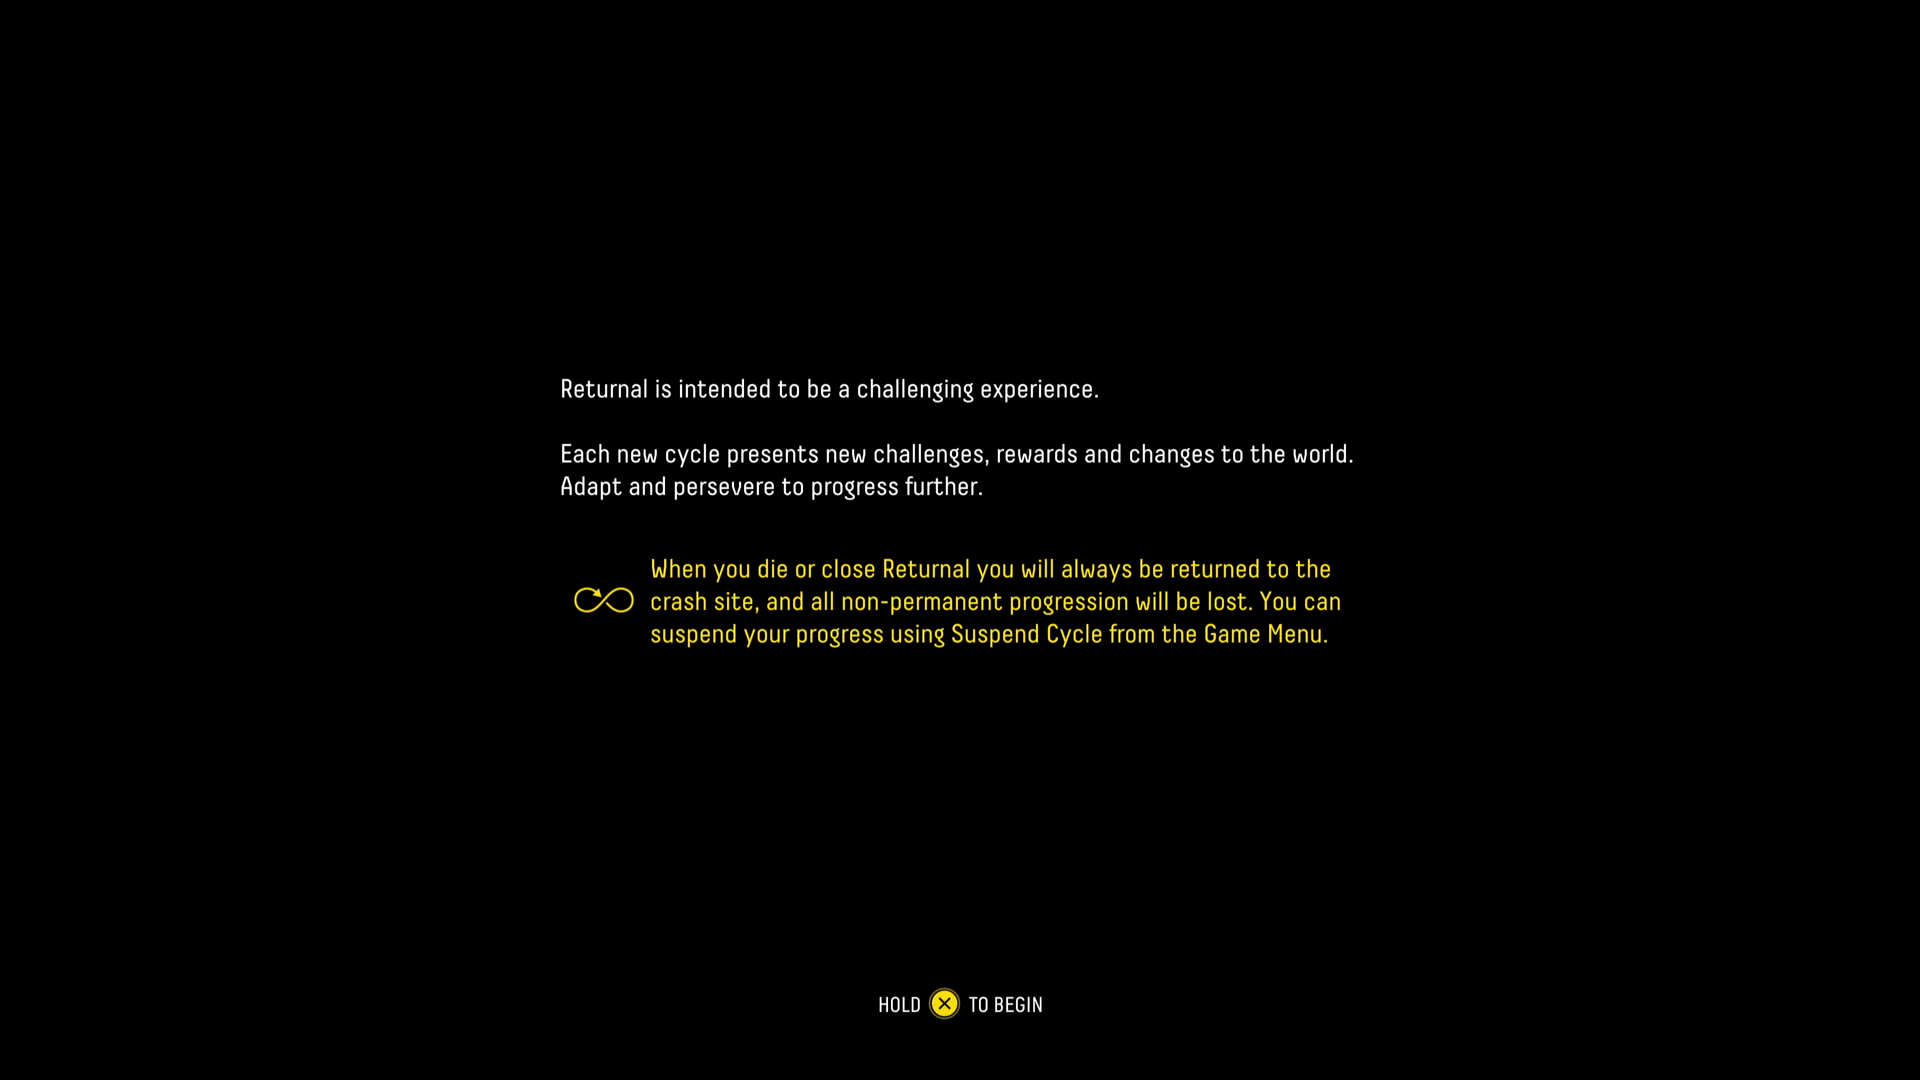 Returnal is intended to be a challenging experience.
Each new cycle presents new challenges, rewards and changes to the world.
Adapt and persevere to progress further.
When you die or close Returnal you will always be returned to the
crash site, and all non-permanent progression will be lost. You can
suspend your progress using Suspend Cycle from the Game Menu.
HOLD ✕ TO BEGIN